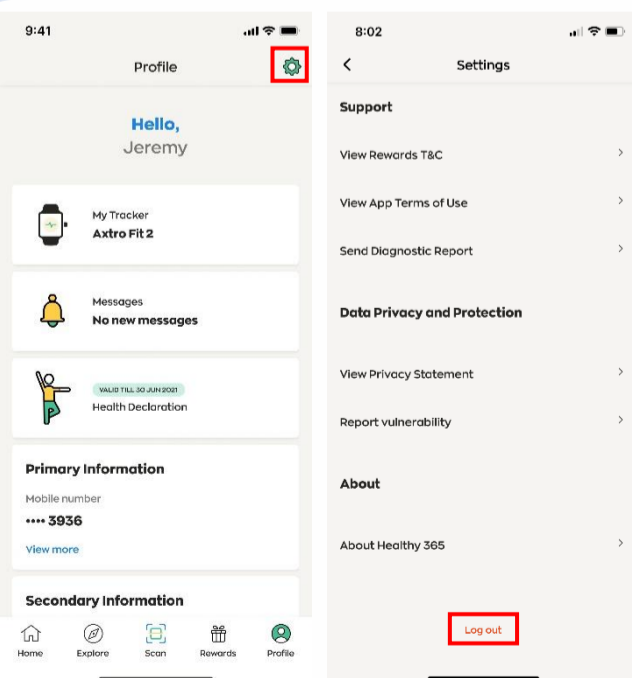 9:41
Profile
Hello,
Jeremy
My Tracker
Axtro Fit 2
Messages
No new messages
VALID TILL 30 JUN 2021
Health Declaration
Primary Information
Mobile number
•••• 3936
View more
Secondary Information
Home
Explore
Scan
Rewards
Profile
8:02
Settings
Support
View Rewards T&C
View App Terms of Use
Send Diagnostic Report
Data Privacy and Protection
View Privacy Statement
Report vulnerability
About
About Healthy 365
Log out